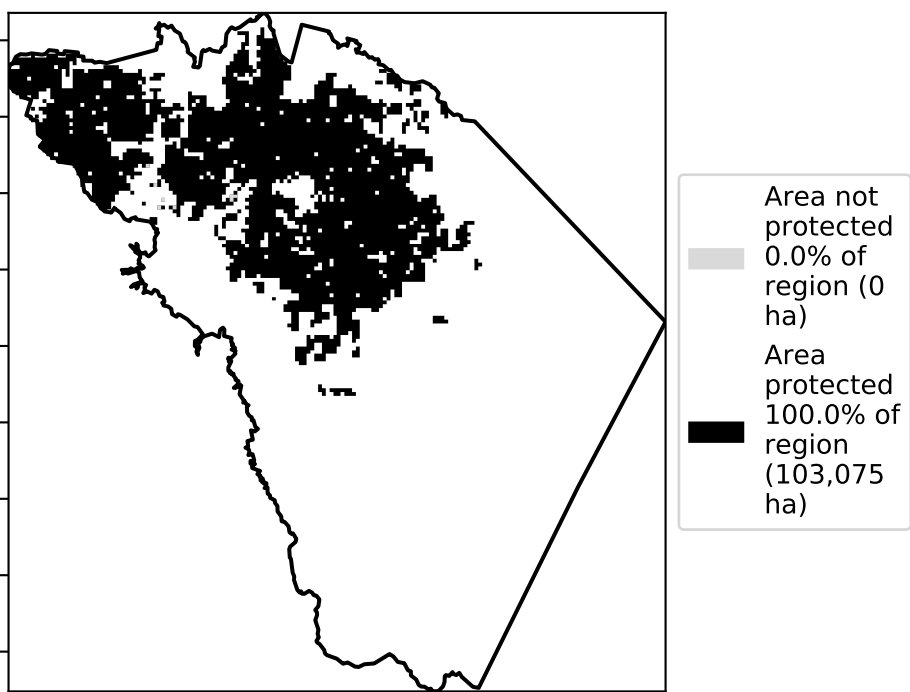 Area not
protected
0.0% of
region (0
ha)
Area
protected
100.0% of
region
(103,075
ha)